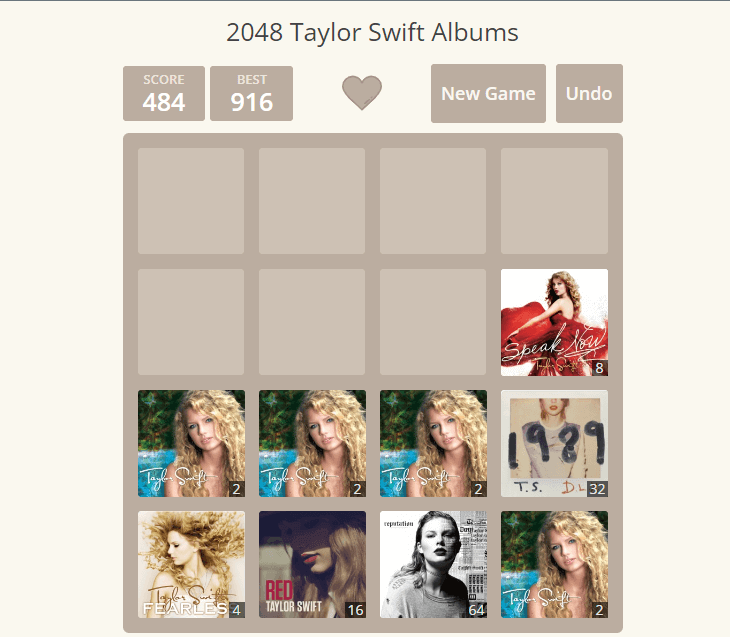 2048 Taylor Swift Albums
SCORE
484
BEST
916
New Game
Undo
Speak Now
Taylor Swift
8
Taylor Swift
2
Taylor Swift
2
Taylor Swift
2
1989
T.S.
32
Taylor Swift
FEARLESS
4
RED
TAYLOR SWIFT
16
reputation
64
Taylor Swift
2